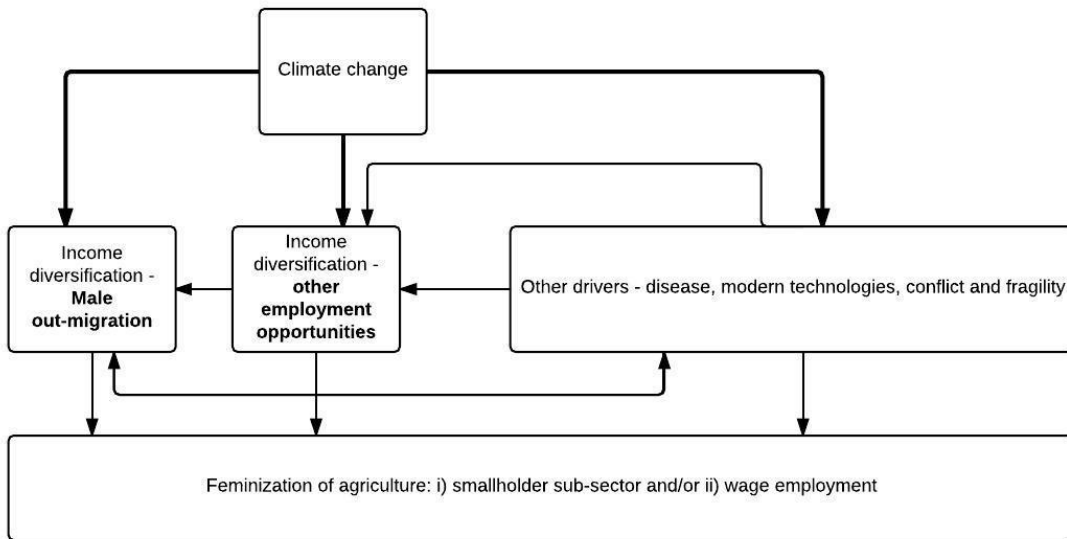 Climate change
Income
diversification -
Male
out-migration
Income
diversification -
other
employment
opportunities
Other drivers - disease, modern technologies, conflict and fragility
Feminization of agriculture: i) smallholder sub-sector and/or ii) wage employment